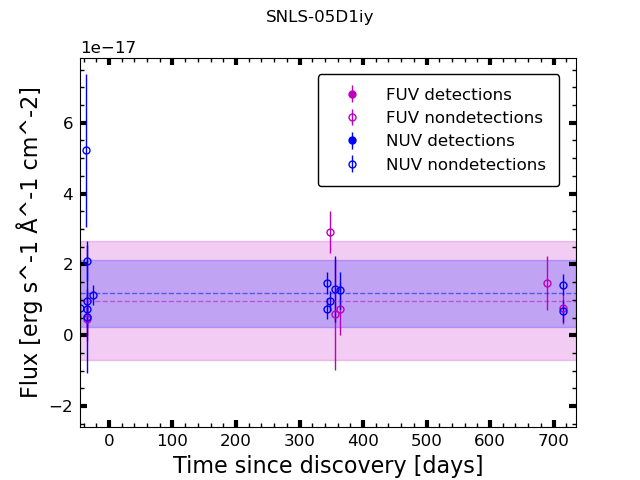 SNLS-05D1iy
1e−17
FUV detections
FUV nondetections
NUV detections
NUV nondetections
6
4
2
0
−2
Flux [erg s^-1 Å^-1 cm^-2]
0 100 200 300 400 500 600 700
Time since discovery [days]